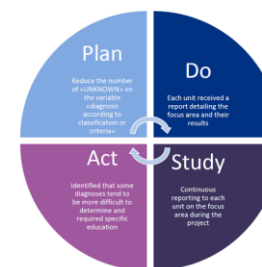 Plan
Reduce the number
of «UNKNOWN» on
the variable
«diagnosis
according to
classification or
criteria»
Do
Each unit received a
report detailing the
focus area and their
results
Act
Identified that some
diagnoses tend to
be more difficult to
determine and
required specific
education
Study
Continuous
reporting to each
unit on the focus
area during the
project